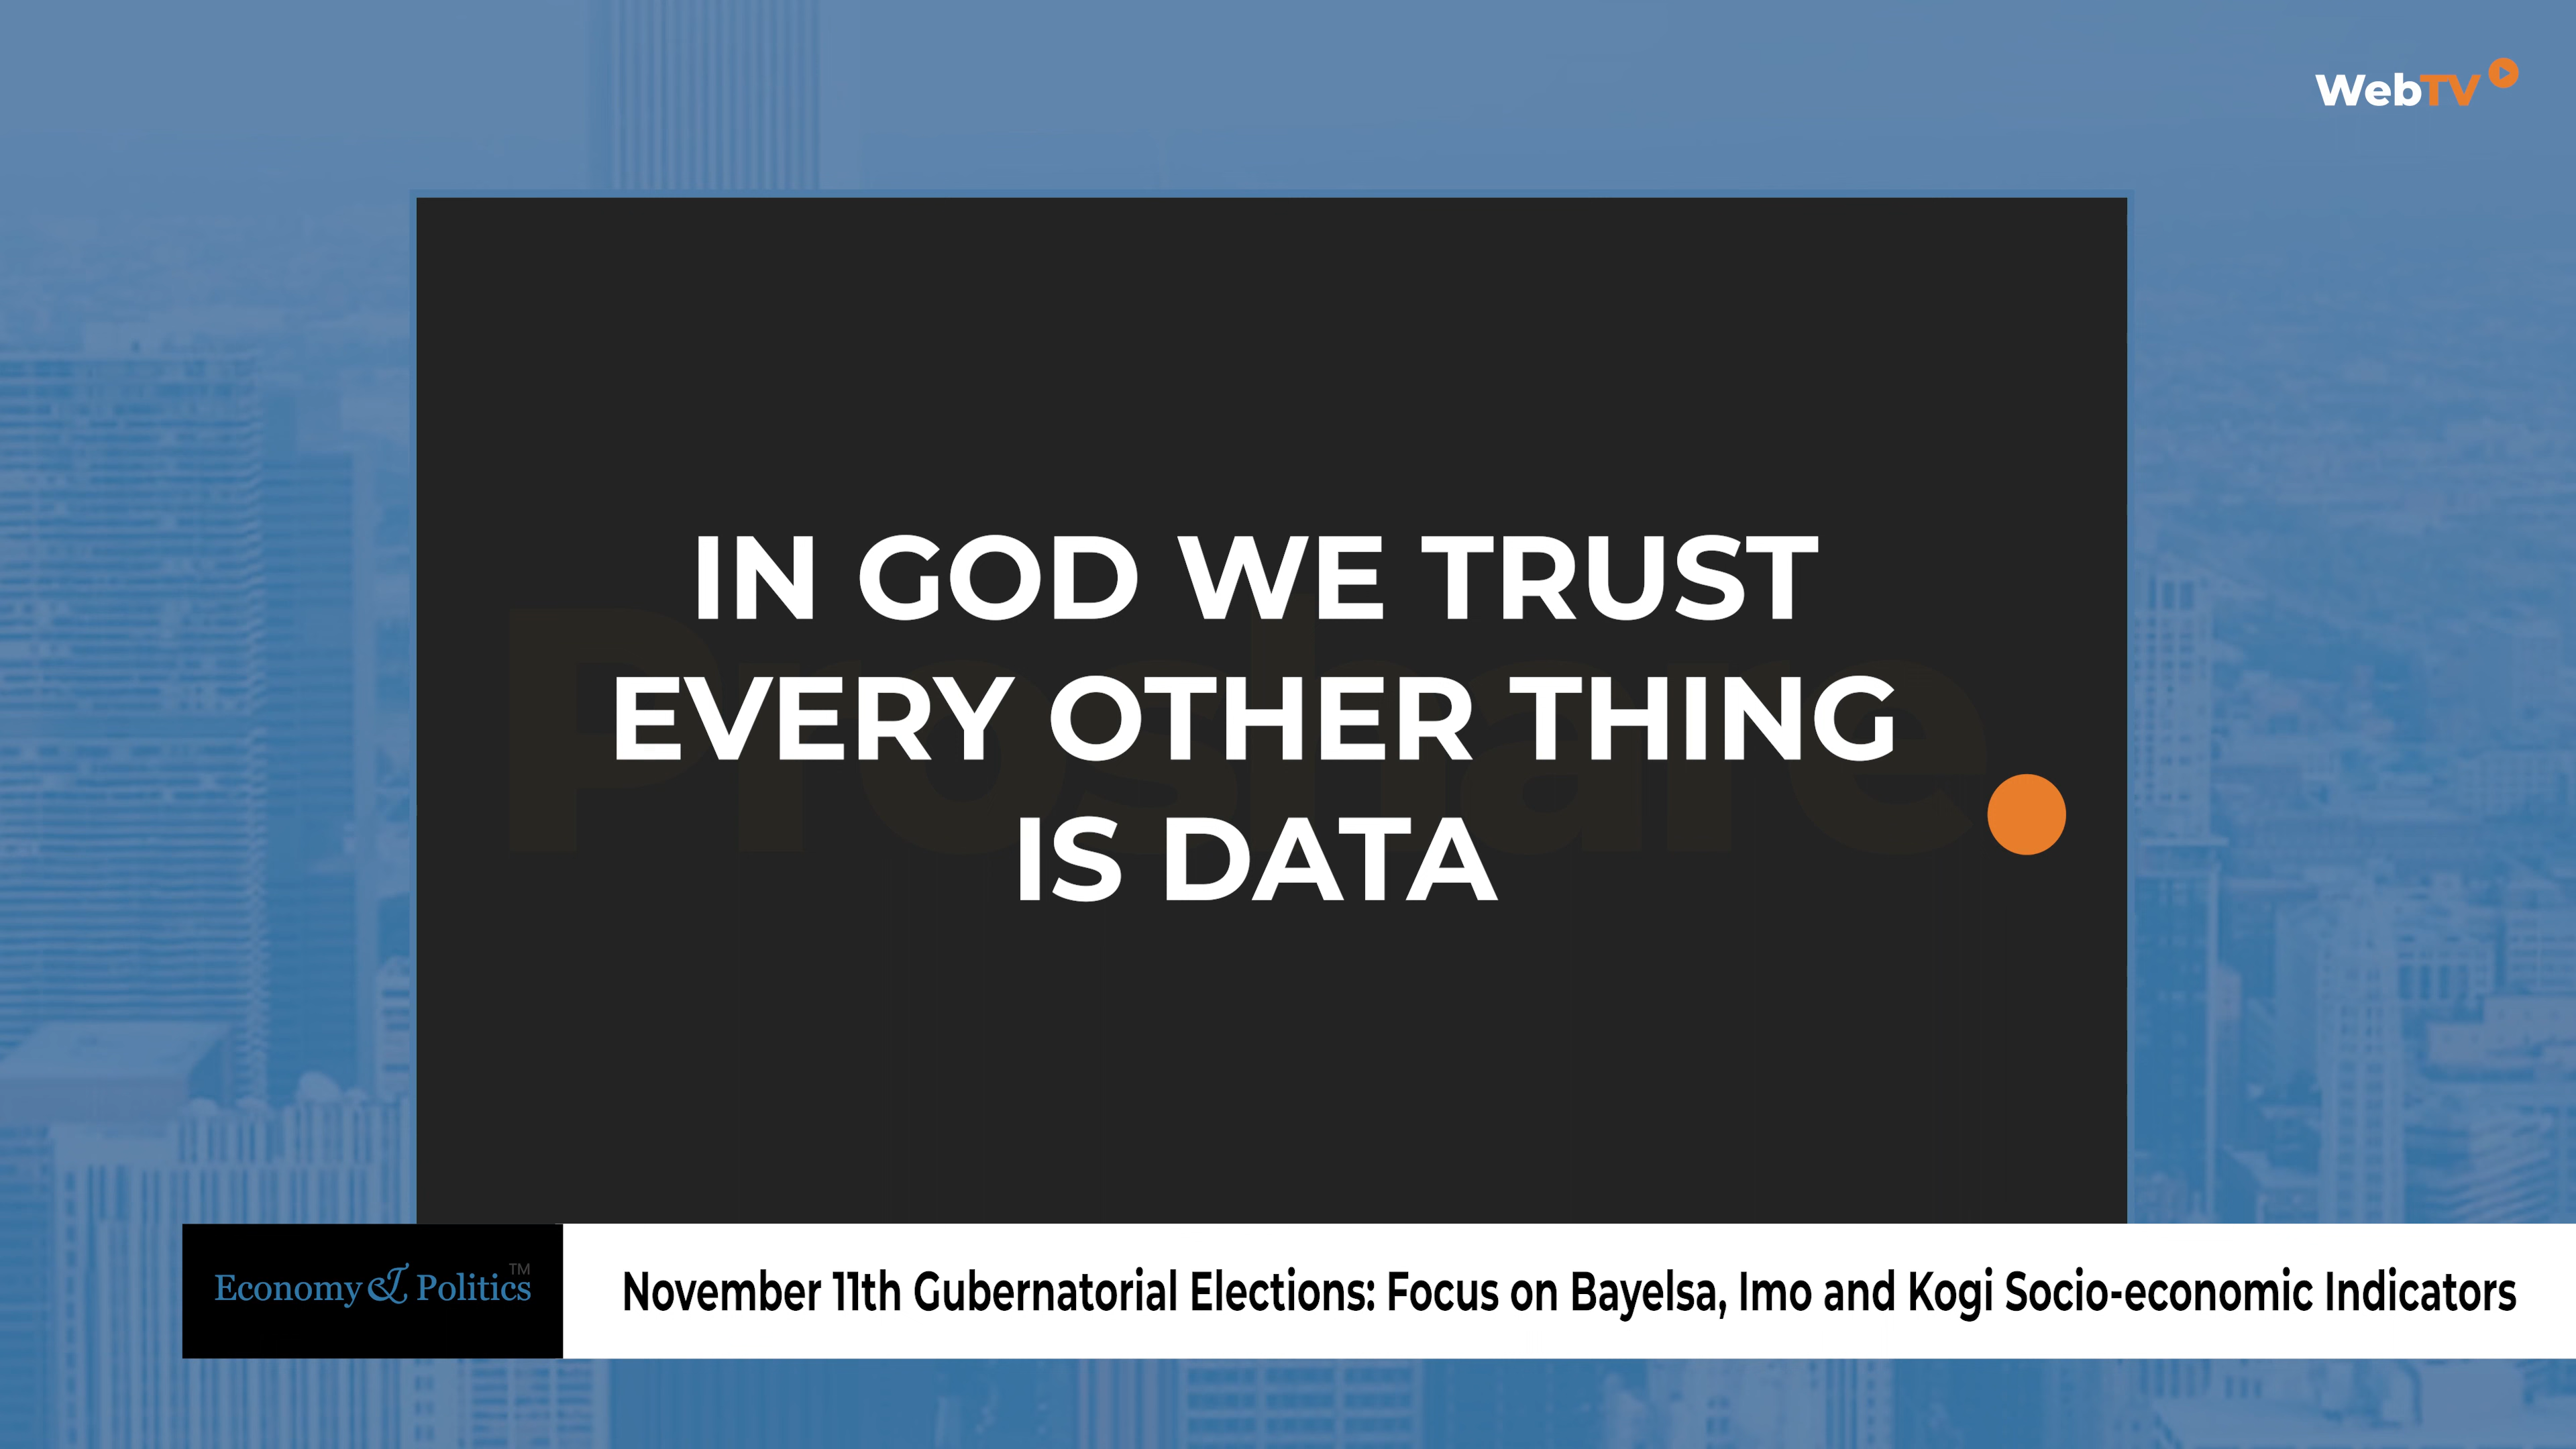 WebTV
IN GOD WE TRUST
EVERY OTHER THING
IS DATA
Proshare
Economy & Politics™
November 11th Gubernatorial Elections: Focus on Bayelsa, Imo and Kogi Socio-economic Indicators